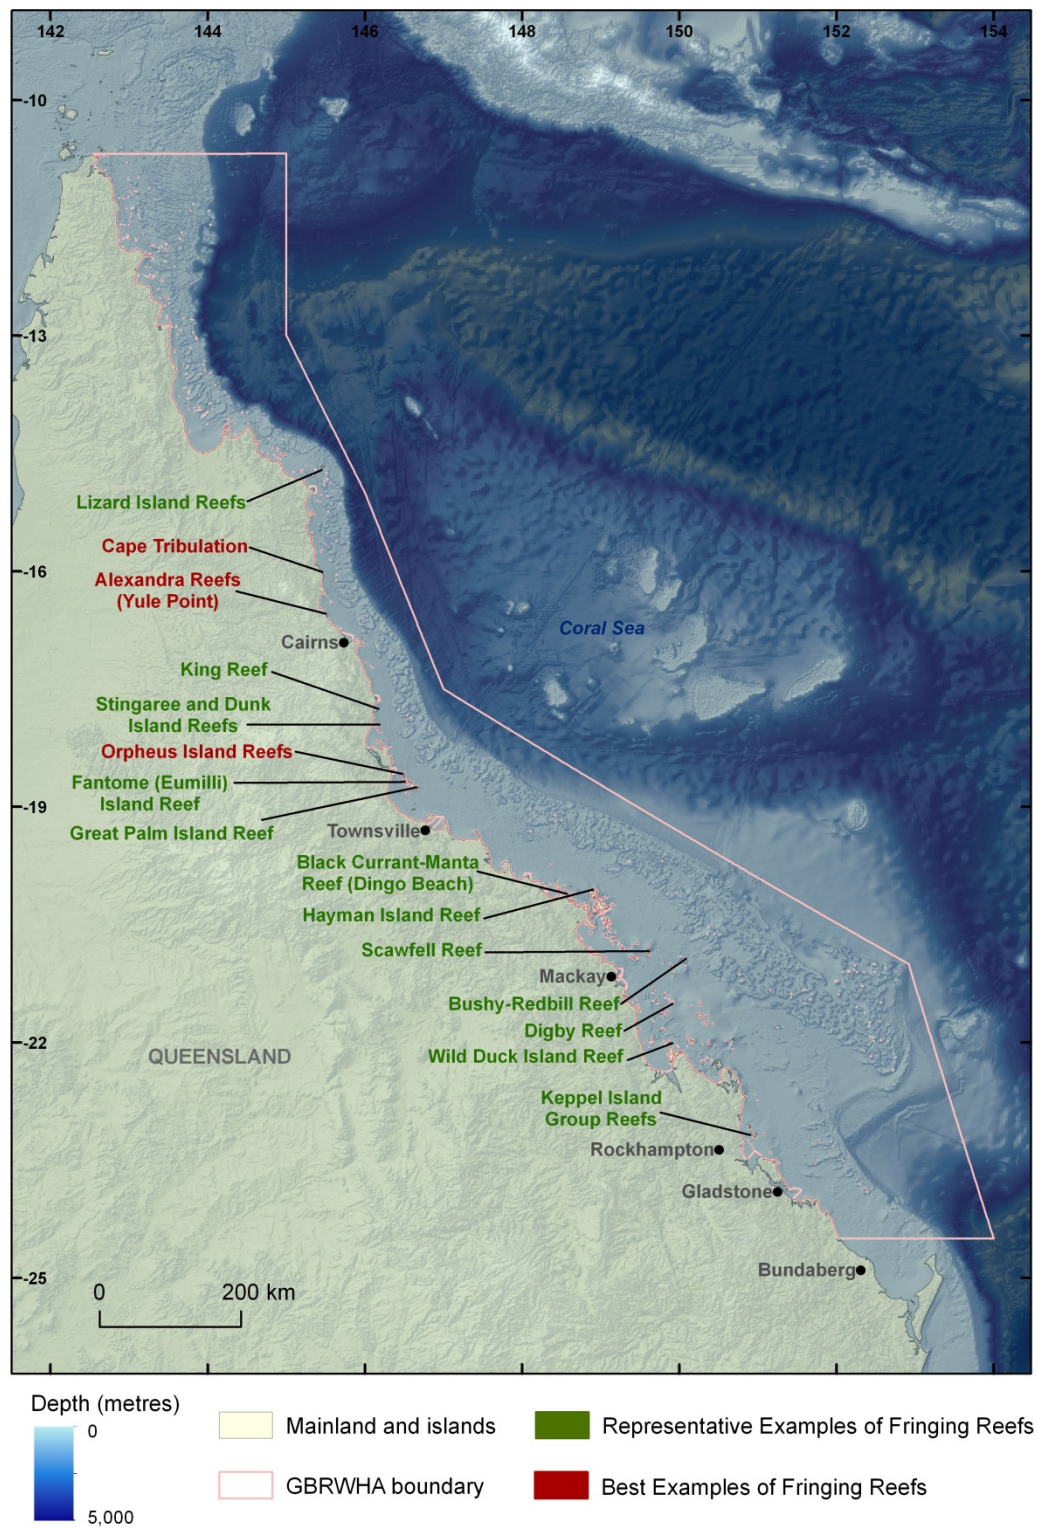 142 144 146 148 150 152 154
-10
-13
Lizard Island Reefs
Cape Tribulation
-16
Alexandra Reefs
(Yule Point)
Coral Sea
Cairns
King Reef
Stingaree and Dunk
Island Reefs
Orpheus Island Reefs
Fantome (Eumilli)
Island Reef
-19
Great Palm Island Reef
Townsville
Black Currant-Manta
Reef (Dingo Beach)
Hayman Island Reef
Scawfell Reef
Mackay
Bushy-Redbill Reef
Digby Reef
-22
Wild Duck Island Reef
QUEENSLAND
Keppel Island
Group Reefs
Rockhampton
Gladstone
Bundaberg
-25
0 200 km
Depth (metres)
0
5,000
Mainland and islands
GBRWHA boundary
Representative Examples of Fringing Reefs
Best Examples of Fringing Reefs